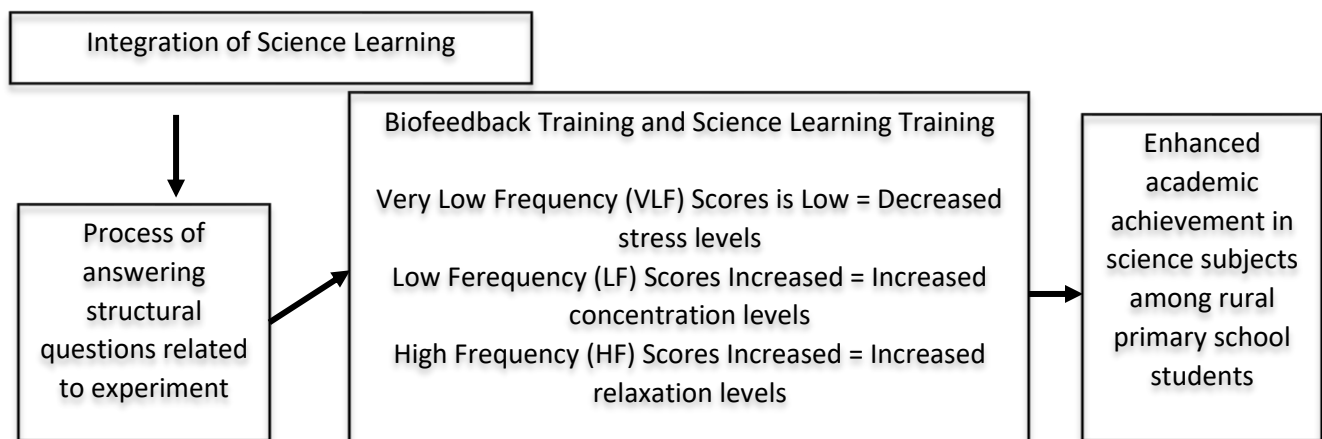 Integration of Science Learning
Process of
answering
structural
questions related
to experiment
Biofeedback Training and Science Learning Training
Very Low Frequency (VLF) Scores is Low = Decreased
stress levels
Low Ferequency (LF) Scores Increased = Increased
concentration levels
High Frequency (HF) Scores Increased = Increased
relaxation levels
Enhanced
academic
achievement in
science subjects
among rural
primary school
students